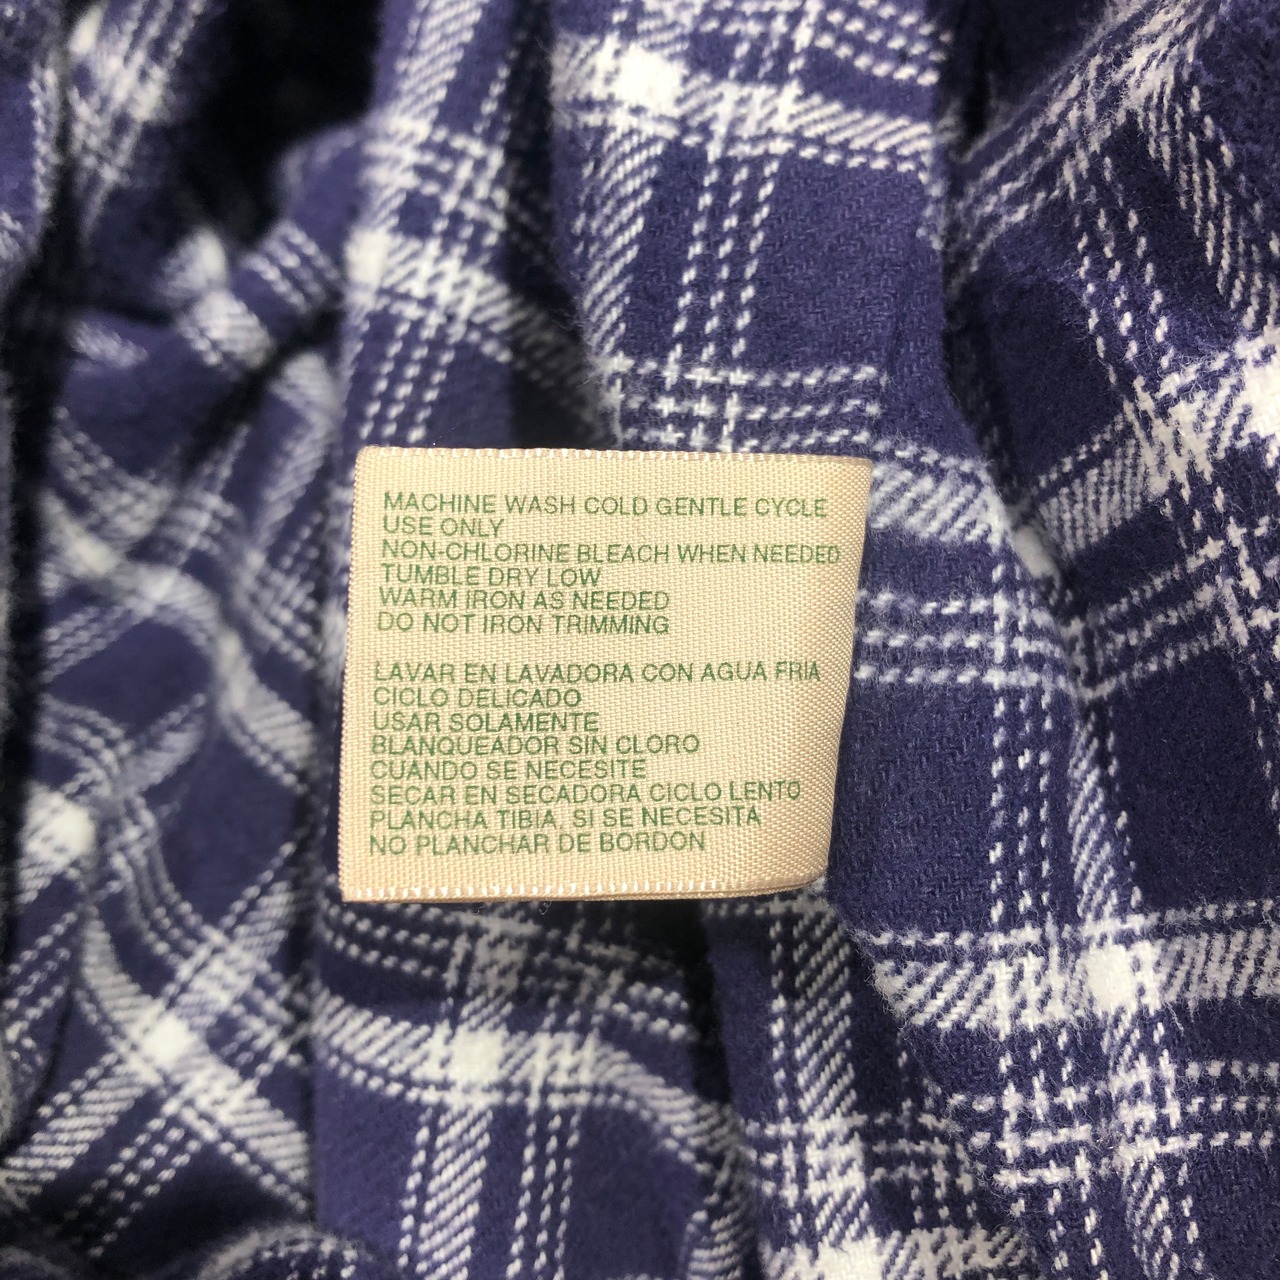 MACHINE WASH COLD GENTLE CYCLE
USE ONLY
NON-CHLORINE BLEACH WHEN NEEDED
TUMBLE DRY LOW
WARM IRON AS NEEDED
DO NOT IRON TRIMMING
LAVAR EN LAVADORA CON AGUA FRIA
CICLO DELICADO
USAR SOLAMENTE
BLANQUEADOR SIN CLORO
CUANDO SE NECESITE
SECAR EN SECADORA CICLO LENTO
PLANCHA TIBIA, SI SE NECESITA
NO PLANCHAR DE BORDON